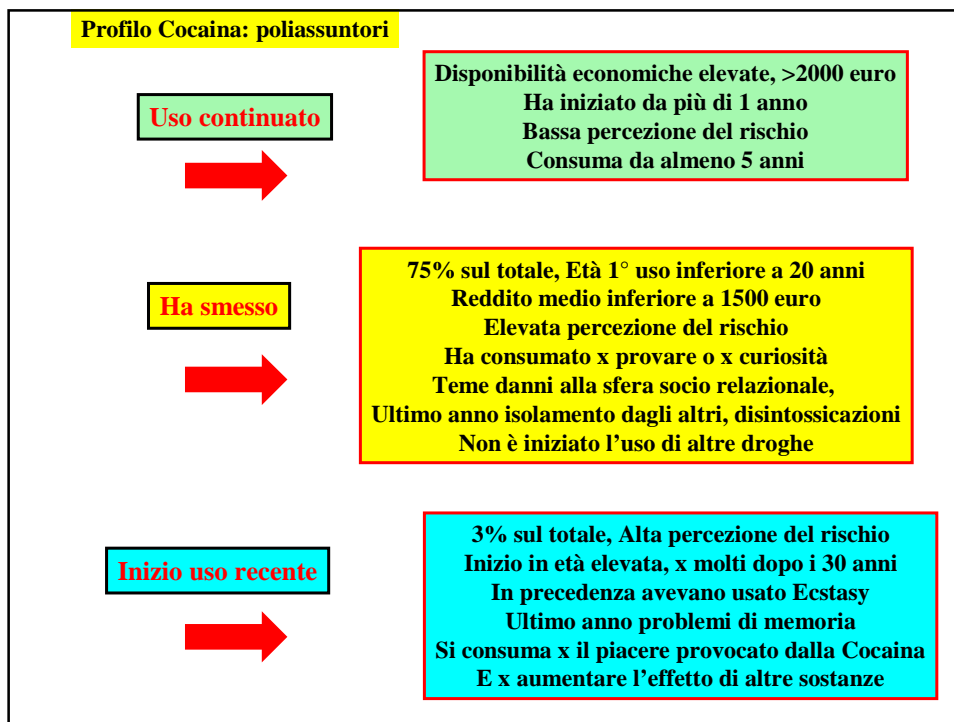 Profilo Cocaina: poliassuntori
Uso continuato
Disponibilità economiche elevate, >2000 euro
Ha iniziato da più di 1 anno
Bassa percezione del rischio
Consuma da almeno 5 anni
Ha smesso
75% sul totale, Età 1° uso inferiore a 20 anni
Reddito medio inferiore a 1500 euro
Elevata percezione del rischio
Ha consumato x provare o x curiosità
Teme danni alla sfera socio relazionale,
Ultimo anno isolamento dagli altri, disintossicazioni
Non è iniziato l’uso di altre droghe
Inizio uso recente
3% sul totale, Alta percezione del rischio
Inizio in età elevata, x molti dopo i 30 anni
In precedenza avevano usato Ecstasy
Ultimo anno problemi di memoria
Si consuma x il piacere provocato dalla Cocaina
E x aumentare l’effetto di altre sostanze